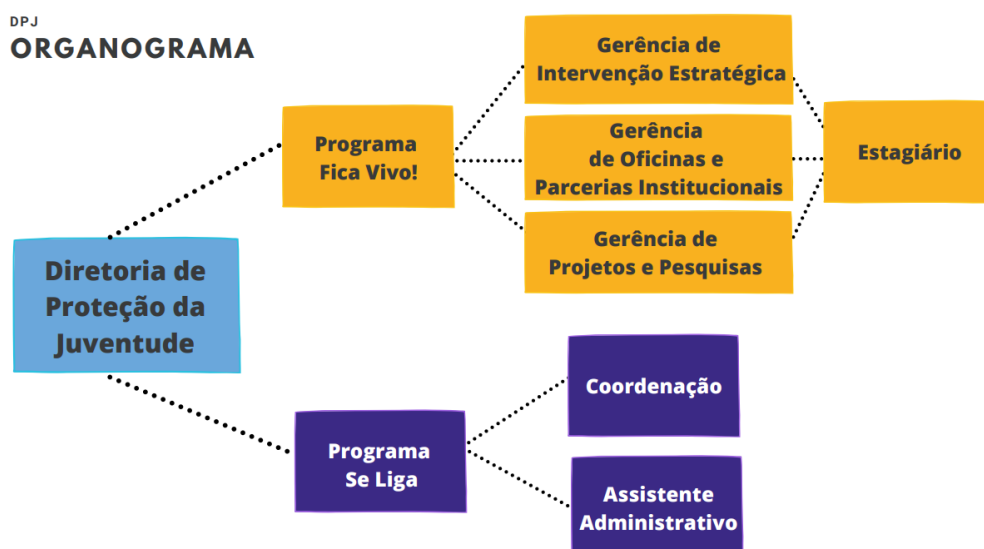 DPJ
ORGANOGRAMA
Gerência de
Intervenção Estratégica
Programa
Fica Vivo!
Gerência
de Oficinas e
Parcerias Institucionais
Estagiário
Gerência de
Projetos e Pesquisas
Diretoria de
Proteção da
Juventude
Coordenação
Programa
Se Liga
Assistente
Administrativo